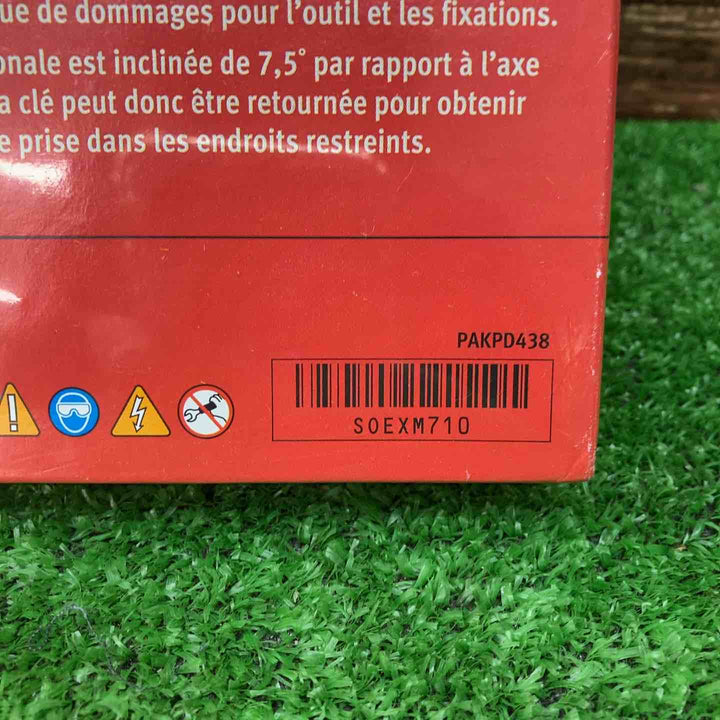 ue de dommages pour l'outil et les fixations.
onale est inclinée de 7,5° par rapport à l'axe
a clé peut donc être retournée pour obtenir
e prise dans les endroits restreints.
PAKPD438
SOEXM710